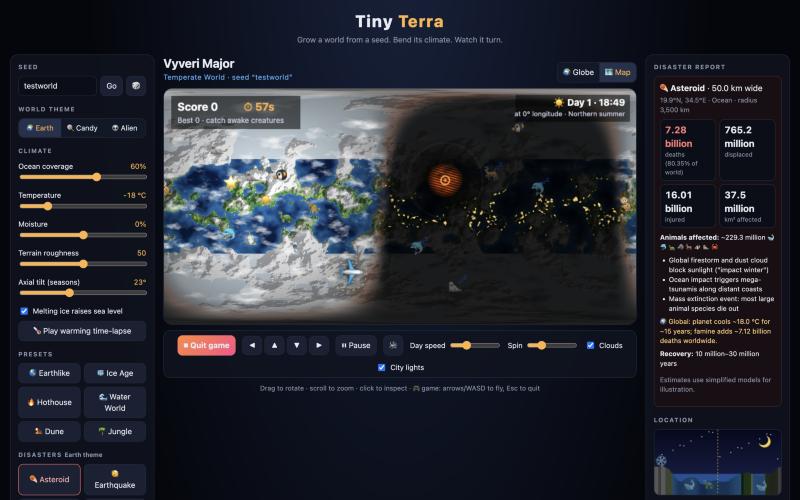 Tiny Terra
Grow a world from a seed. Bend its climate. Watch it turn.
SEED
testworld
Go
WORLD THEME
Earth
Candy
Alien
CLIMATE
Ocean coverage 60%
Temperature -18 °C
Moisture 0%
Terrain roughness 50
Axial tilt (seasons) 23°
Melting ice raises sea level
Play warming time-lapse
PRESETS
Earthlike
Ice Age
Hothouse
Water
World
Dune
Jungle
DISASTERS Earth theme
Asteroid
Earthquake
Vyveri Major
Temperate World · seed "testworld"
Globe
Map
Score 0 57s
Best 0 · catch awake creatures
Day 1 · 18:49
at 0° longitude · Northern summer
Quit game
Pause
Day speed
Spin
Clouds
City lights
Drag to rotate · scroll to zoom · click to inspect · game: arrows/WASD to fly, Esc to quit
DISASTER REPORT
Asteroid · 50.0 km wide
19.9°N, 34.5°E · Ocean · radius
3,500 km
7.28
billion
deaths
(80.35% of
world)
765.2
million
displaced
16.01
billion
injured
37.5
million
km² affected
Animals affected: ~229.3 million
Global firestorm and dust cloud
block sunlight ("impact winter")
Ocean impact triggers mega-
tsunamis along distant coasts
Mass extinction event: most large
animal species die out
Global: planet cools ~18.0 °C for
~15 years; famine adds ~7.12 billion
deaths worldwide.
Recovery: 10 million–30 million
years
Estimates use simplified models for
illustration.
LOCATION